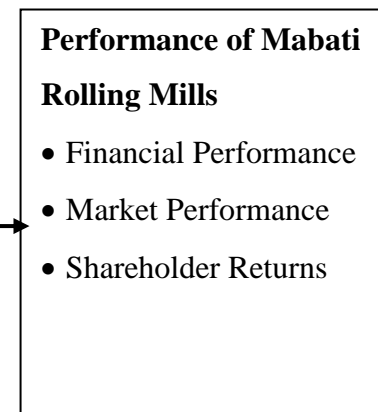 Performance of Mabati
Rolling Mills
• Financial Performance
• Market Performance
• Shareholder Returns